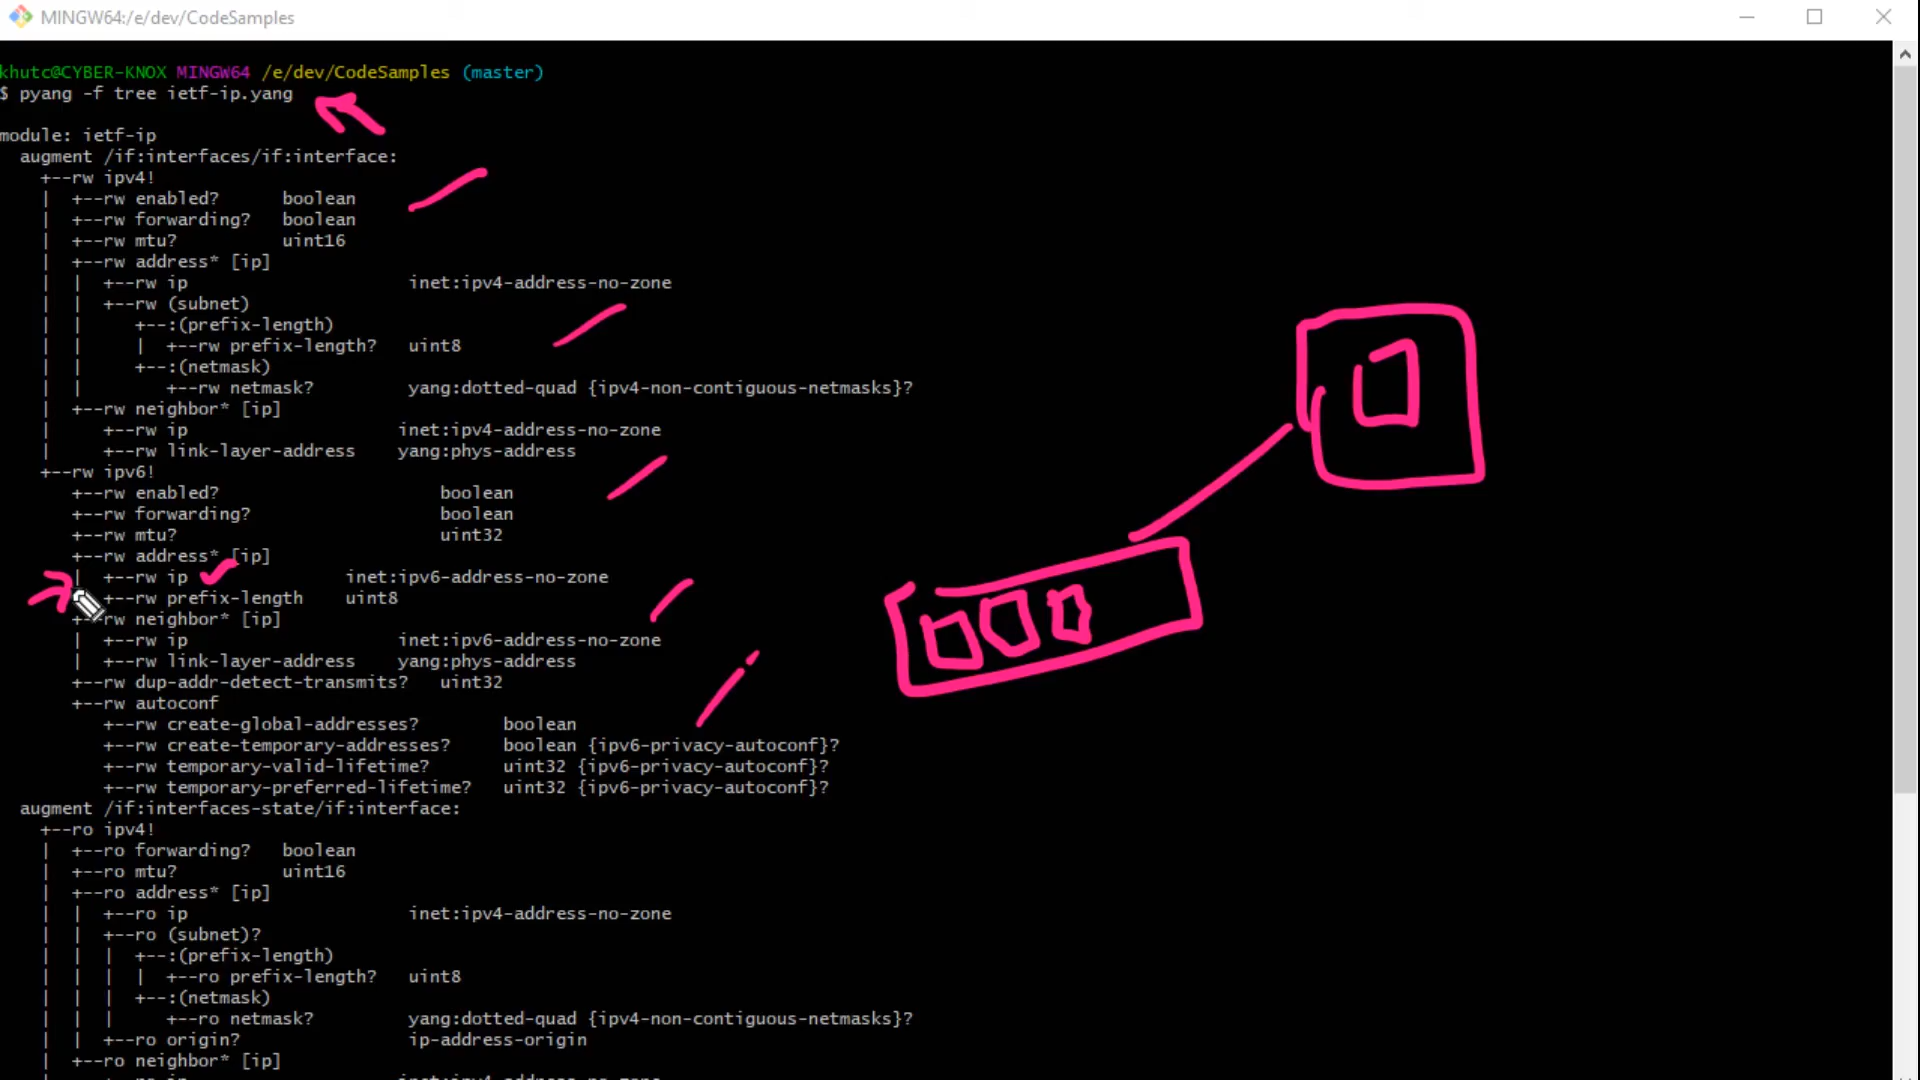 MINGW64:/e/dev/CodeSamples
khutc@CYBER-KNOX MINGW64 /e/dev/CodeSamples (master)
$ pyang -f tree ietf-ip.yang
module: ietf-ip
  augment /if:interfaces/if:interface:
    +--rw ipv4!
    |  +--rw enabled?      boolean
    |  +--rw forwarding?   boolean
    |  +--rw mtu?          uint16
    |  +--rw address* [ip]
    |  |  +--rw ip                     inet:ipv4-address-no-zone
    |  |  +--rw (subnet)
    |  |     +--:(prefix-length)
    |  |     |  +--rw prefix-length?   uint8
    |  |     +--:(netmask)
    |  |        +--rw netmask?         yang:dotted-quad {ipv4-non-contiguous-netmasks}?
    |  +--rw neighbor* [ip]
    |     +--rw ip                    inet:ipv4-address-no-zone
    |     +--rw link-layer-address    yang:phys-address
    +--rw ipv6!
       +--rw enabled?                     boolean
       +--rw forwarding?                  boolean
       +--rw mtu?                         uint32
       +--rw address* [ip]
       |  +--rw ip               inet:ipv6-address-no-zone
       |  +--rw prefix-length    uint8
       +--rw neighbor* [ip]
       |  +--rw ip                    inet:ipv6-address-no-zone
       |  +--rw link-layer-address    yang:phys-address
       +--rw dup-addr-detect-transmits?   uint32
       +--rw autoconf
          +--rw create-global-addresses?        boolean
          +--rw create-temporary-addresses?     boolean {ipv6-privacy-autoconf}?
          +--rw temporary-valid-lifetime?       uint32 {ipv6-privacy-autoconf}?
          +--rw temporary-preferred-lifetime?   uint32 {ipv6-privacy-autoconf}?
  augment /if:interfaces-state/if:interface:
    +--ro ipv4!
    |  +--ro forwarding?   boolean
    |  +--ro mtu?          uint16
    |  +--ro address* [ip]
    |  |  +--ro ip                     inet:ipv4-address-no-zone
    |  |  +--ro (subnet)?
    |  |  |  +--:(prefix-length)
    |  |  |  |  +--ro prefix-length?   uint8
    |  |  |  +--:(netmask)
    |  |  |     +--ro netmask?         yang:dotted-quad {ipv4-non-contiguous-netmasks}?
    |  |  +--ro origin?                ip-address-origin
    |  +--ro neighbor* [ip]